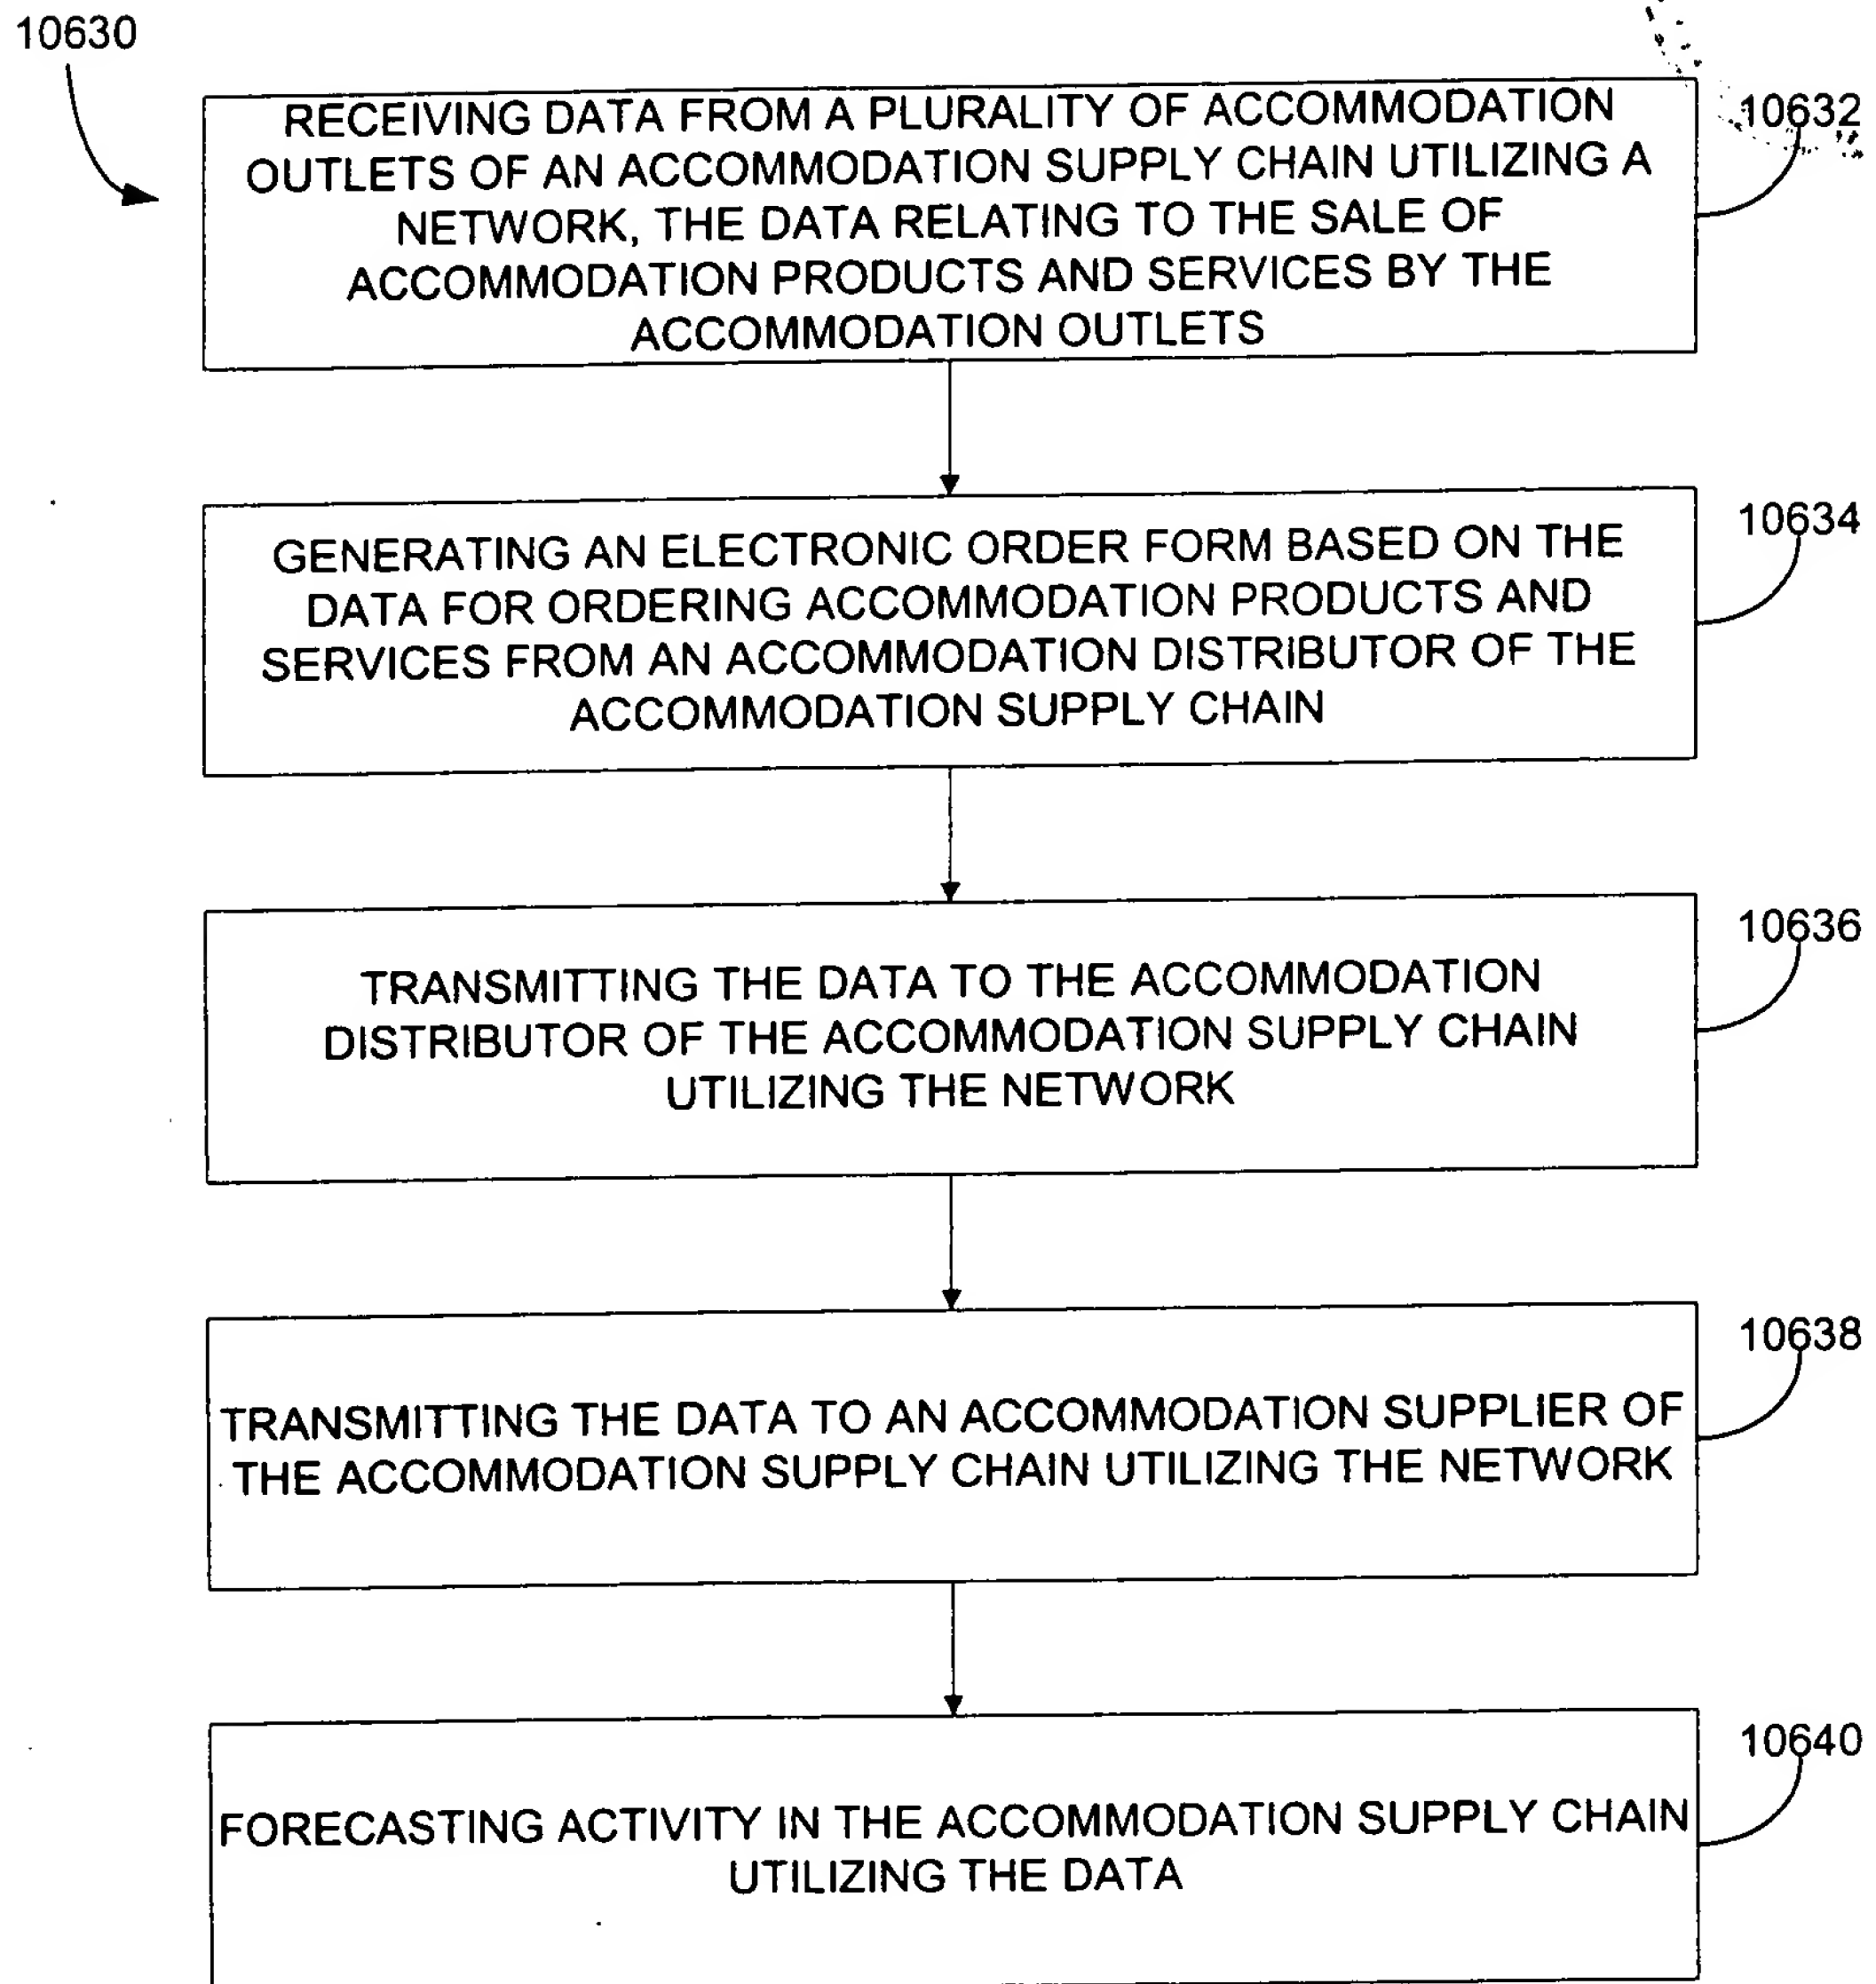 10630
RECEIVING DATA FROM A PLURALITY OF ACCOMMODATION
OUTLETS OF AN ACCOMMODATION SUPPLY CHAIN UTILIZING A
NETWORK, THE DATA RELATING TO THE SALE OF
ACCOMMODATION PRODUCTS AND SERVICES BY THE
ACCOMMODATION OUTLETS
10632
GENERATING AN ELECTRONIC ORDER FORM BASED ON THE
DATA FOR ORDERING ACCOMMODATION PRODUCTS AND
SERVICES FROM AN ACCOMMODATION DISTRIBUTOR OF THE
ACCOMMODATION SUPPLY CHAIN
10634
TRANSMITTING THE DATA TO THE ACCOMMODATION
DISTRIBUTOR OF THE ACCOMMODATION SUPPLY CHAIN
UTILIZING THE NETWORK
10636
TRANSMITTING THE DATA TO AN ACCOMMODATION SUPPLIER OF
THE ACCOMMODATION SUPPLY CHAIN UTILIZING THE NETWORK
10638
FORECASTING ACTIVITY IN THE ACCOMMODATION SUPPLY CHAIN
UTILIZING THE DATA
10640